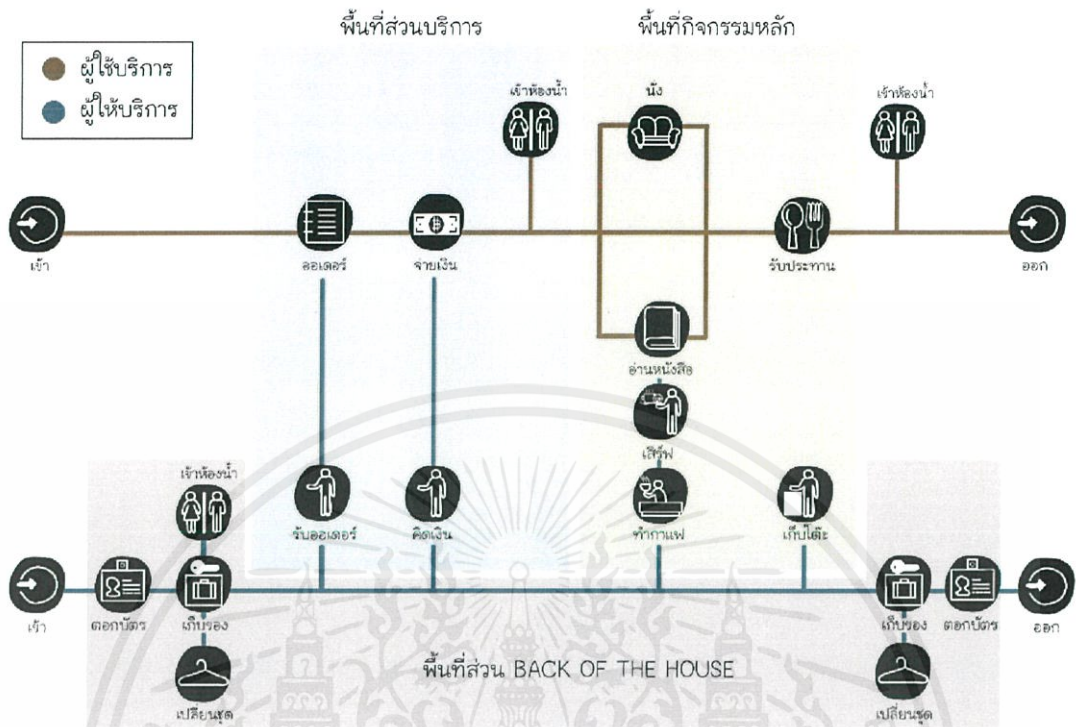 พื้นที่ส่วนบริการ
พื้นที่กิจกรรมหลัก
ผู้ใช้บริการ
ผู้ให้บริการ
เข้าห้องน้ำ
นั่ง
เข้าห้องน้ำ
เข้า
ออเดอร์
จ่ายเงิน
รับประทาน
ออก
อ่านหนังสือ
เสิร์ฟ
เข้าห้องน้ำ
รับออเดอร์
คิดเงิน
ทำกาแฟ
เก็บโต๊ะ
เข้า
ตอกบัตร
เก็บของ
เก็บของ
ตอกบัตร
ออก
พื้นที่ส่วน BACK OF THE HOUSE
เปลี่ยนชุด
เปลี่ยนชุด